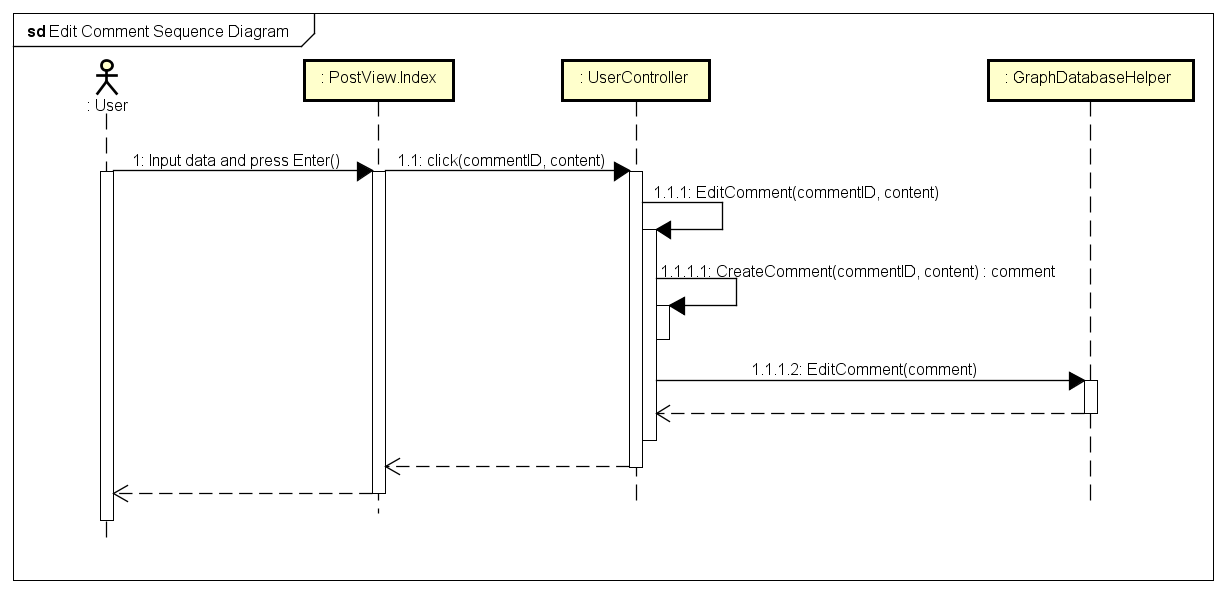 sd Edit Comment Sequence Diagram
: User
: PostView.Index
: UserController
: GraphDatabaseHelper
1: Input data and press Enter()
1.1: click(commentID, content)
1.1.1: EditComment(commentID, content)
1.1.1.1: CreateComment(commentID, content) : comment
1.1.1.2: EditComment(comment)